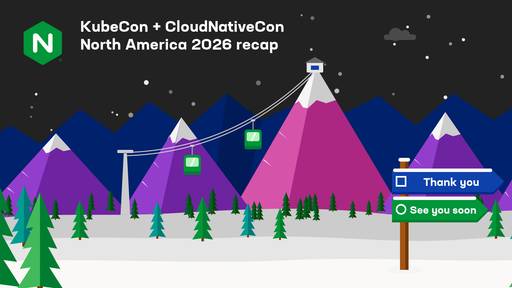 N
KubeCon + CloudNativeCon
North America 2026 recap
Thank you
See you soon